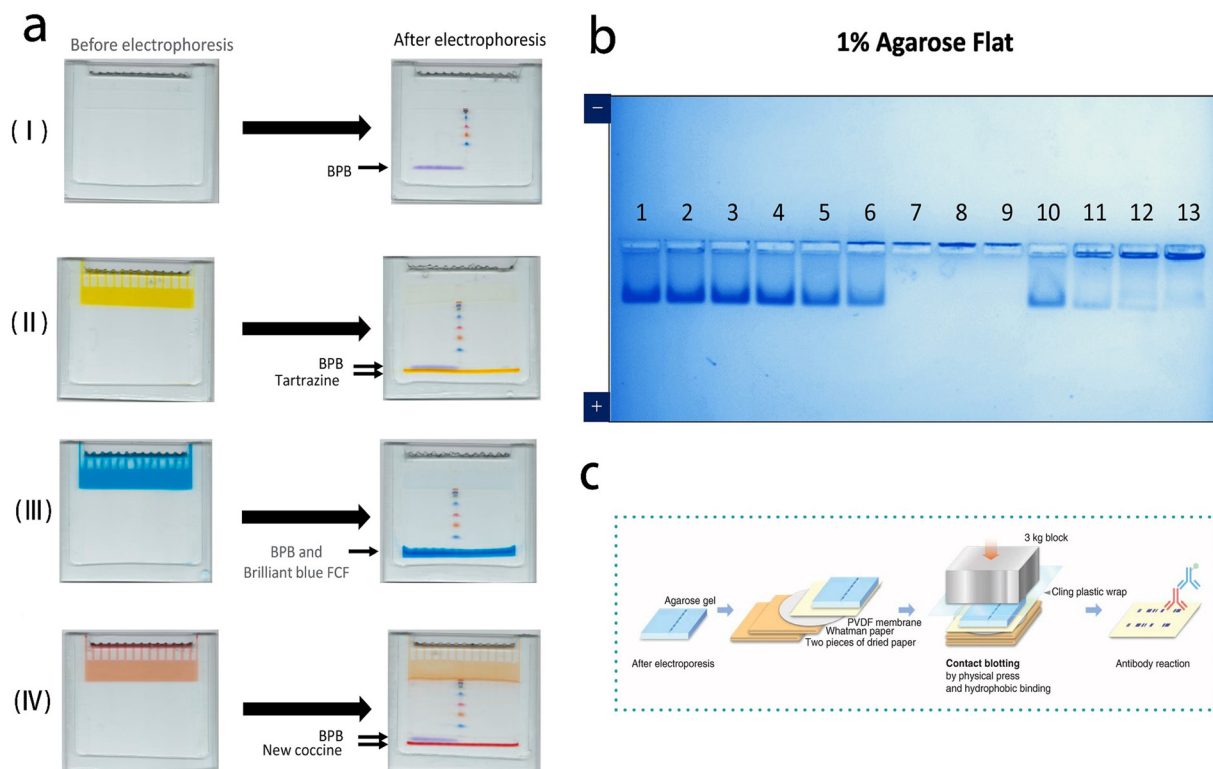 a
Before electrophoresis
After electrophoresis
(I)
BPB
(II)
BPB
Tartrazine
(III)
BPB and
Brilliant blue FCF
(IV)
BPB
New coccine
b
1% Agarose Flat
−
1 2 3 4 5 6 7 8 9 10 11 12 13
+
c
3 kg block
Cling plastic wrap
Agarose gel
PVDF membrane
Whatman paper
Two pieces of dried paper
After electroporesis
Contact blotting
by physical press
and hydrophobic binding
Antibody reaction